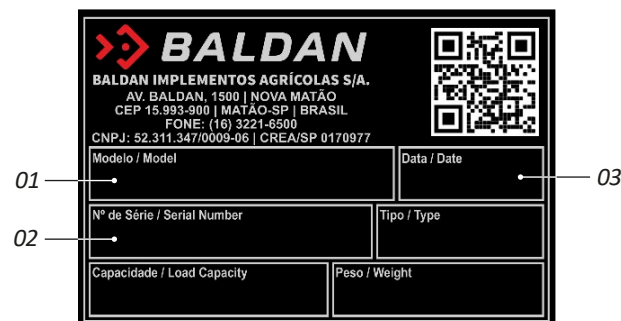 BALDAN
BALDAN IMPLEMENTOS AGRÍCOLAS S/A.
AV. BALDAN, 1500 | NOVA MATÃO
CEP 15.993-900 | MATÃO-SP | BRASIL
FONE: (16) 3221-6500
CNPJ: 52.311.347/0009-06 | CREA/SP 0170977
Modelo / Model
Data / Date
01
03
Nº de Série / Serial Number
Tipo / Type
02
Capacidade / Load Capacity
Peso / Weight